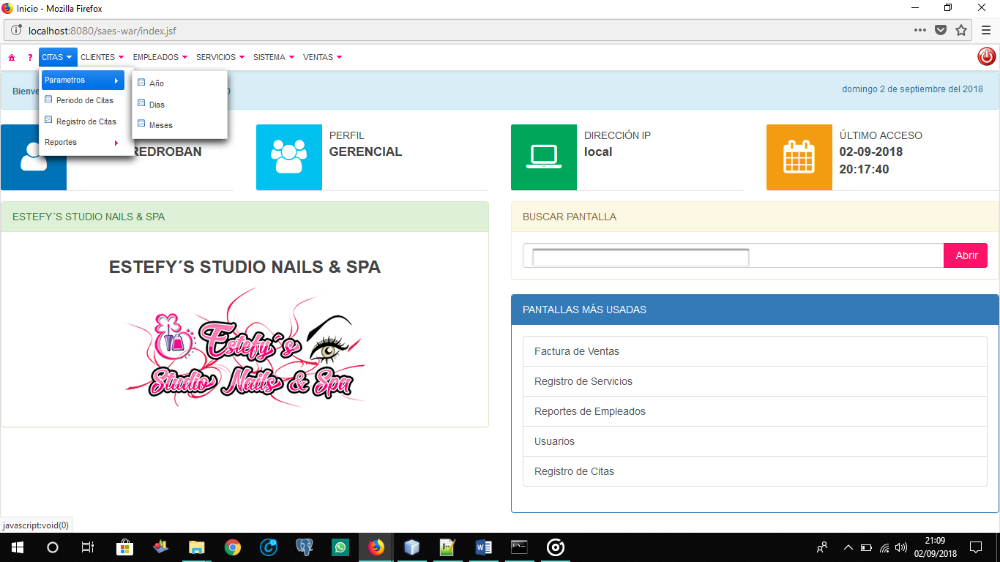 Inicio - Mozilla Firefox
localhost:8080/saes-war/index.jsf
? CITAS CLIENTES EMPLEADOS SERVICIOS SISTEMA VENTAS
Parametros
Periodo de Citas
Registro de Citas
Reportes
Año
Dias
Meses
Bienve
domingo 2 de septiembre del 2018
REDROBAN
PERFIL
GERENCIAL
DIRECCIÓN IP
local
ÚLTIMO ACCESO
02-09-2018
20:17:40
ESTEFY´S STUDIO NAILS & SPA
ESTEFY´S STUDIO NAILS & SPA
Estefy´s
Studio Nails & Spa
BUSCAR PANTALLA
Abrir
PANTALLAS MÁS USADAS
Factura de Ventas
Registro de Servicios
Reportes de Empleados
Usuarios
Registro de Citas
javascript:void(0)
21:09
02/09/2018